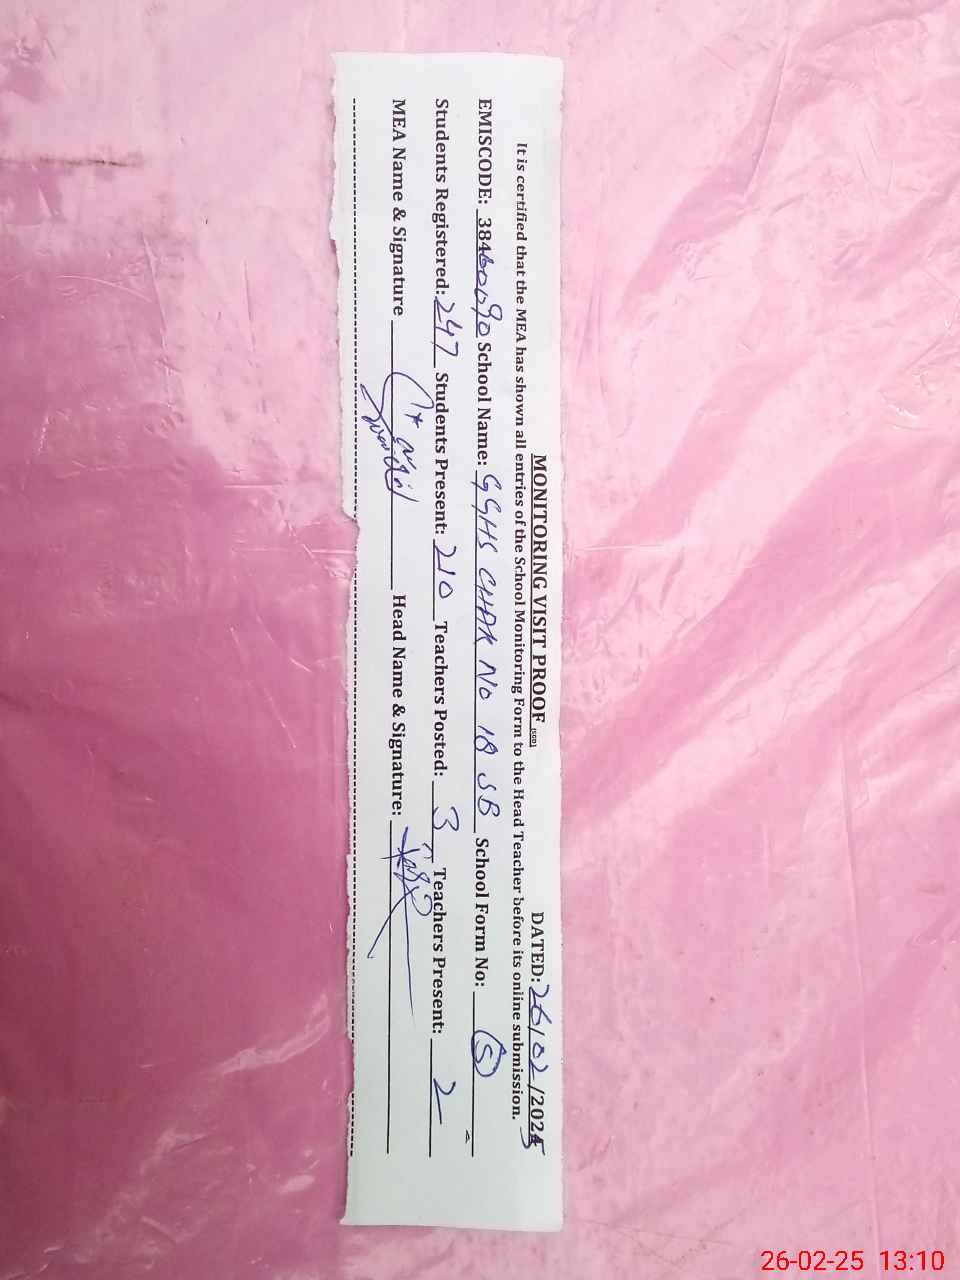 MONITORING VISIT PROOF DATED: 26/02/2025
It is certified that the MEA has shown all entries of the School Monitoring Form to the Head Teacher before its online submission.
EMISCODE: 38460090 School Name: GGHS CHAK NO 18 SB School Form No: 5
Students Registered: 247 Students Present: 210 Teachers Posted: 3 Teachers Present: 2
MEA Name & Signature Head Name & Signature:
26-02-25 13:10